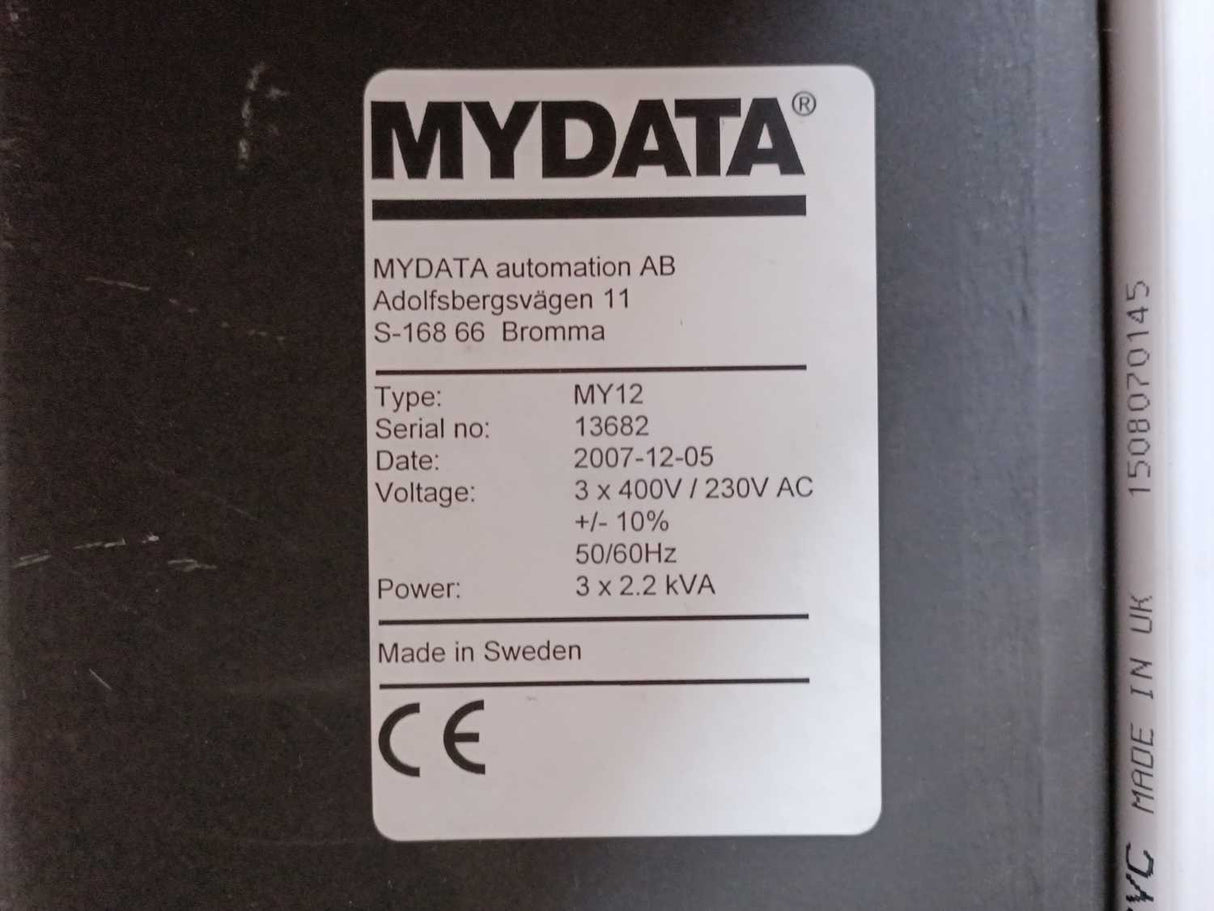 MYDATA®
MYDATA automation AB
Adolfsbergsvägen 11
S-168 66 Bromma
Type: MY12
Serial no: 13682
Date: 2007-12-05
Voltage: 3 x 400V / 230V AC
+/- 10%
50/60Hz
Power: 3 x 2.2 kVA
Made in Sweden
CE
MADE IN UK 1508070145